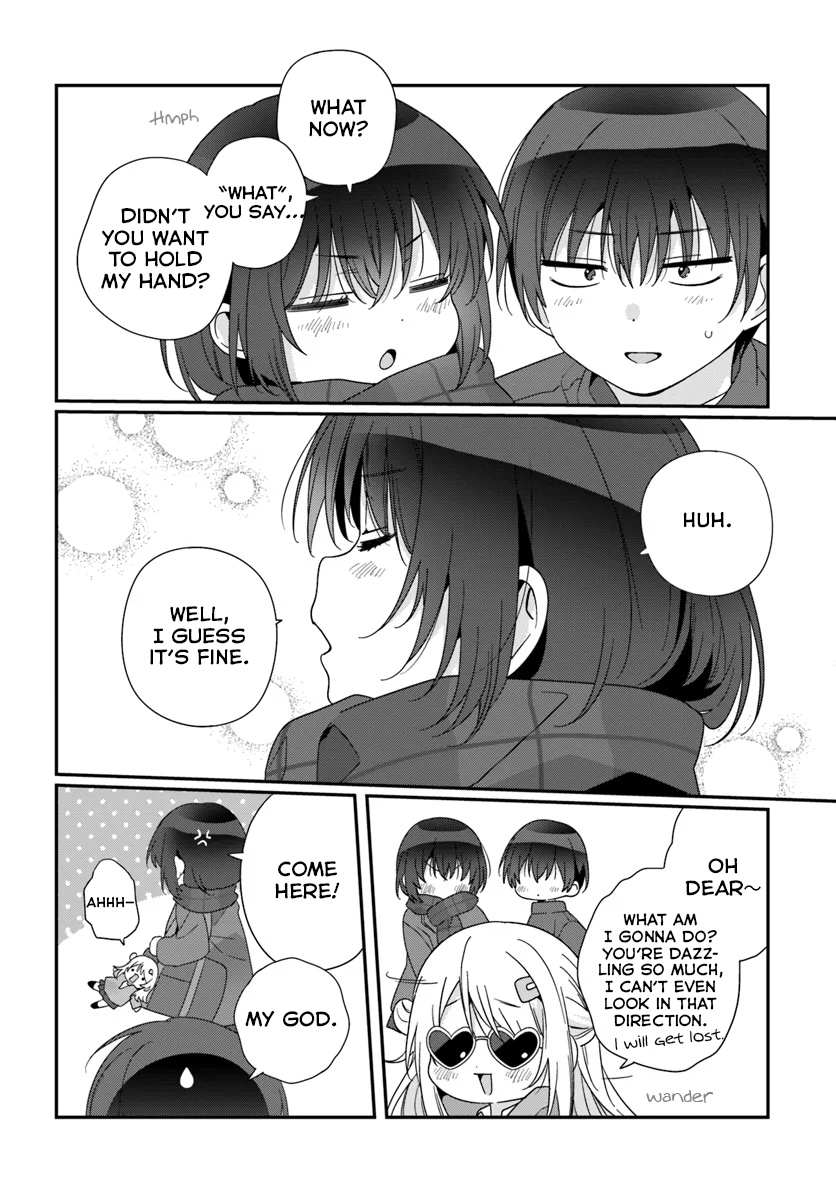 WHAT
NOW?
Hmph
"WHAT",
YOU SAY...
DIDN'T
YOU WANT
TO HOLD
MY HAND?
HUH.
WELL,
I GUESS
IT'S FINE.
OH
DEAR~
WHAT AM
I GONNA DO?
YOU'RE DAZZ-
LING SO MUCH,
I CAN'T EVEN
LOOK IN THAT
DIRECTION.
I will get lost.
wander
COME
HERE!
AHHH-
MY GOD.